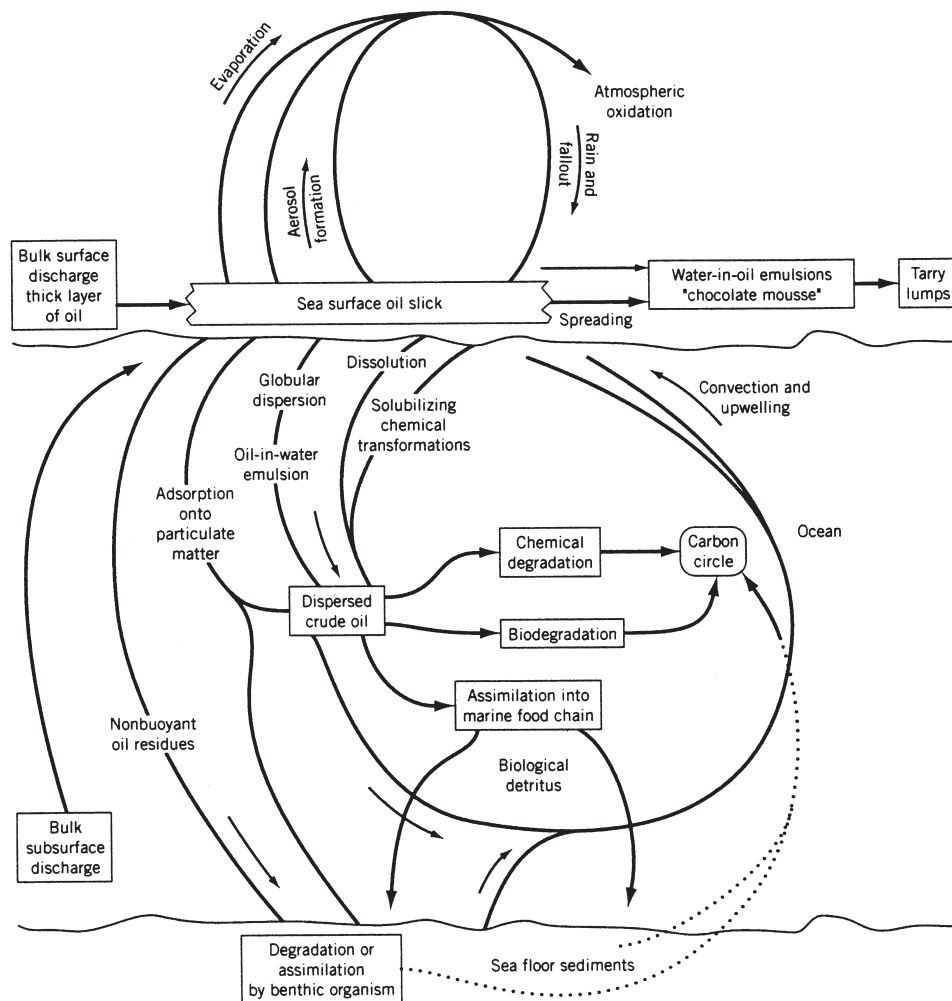 Evaporation
Atmospheric
oxidation
Rain and
fallout
Aerosol
formation
Bulk surface
discharge
thick layer
of oil
Sea surface oil slick
Spreading
Water-in-oil emulsions
"chocolate mousse"
Tarry
lumps
Dissolution
Globular
dispersion
Solubilizing
chemical
transformations
Convection and
upwelling
Oil-in-water
emulsion
Adsorption
onto
particulate
matter
Ocean
Chemical
degradation
Carbon
circle
Dispersed
crude oil
Biodegradation
Assimilation into
marine food chain
Nonbuoyant
oil residues
Biological
detritus
Bulk
subsurface
discharge
Degradation or
assimilation
by benthic organism
Sea floor sediments